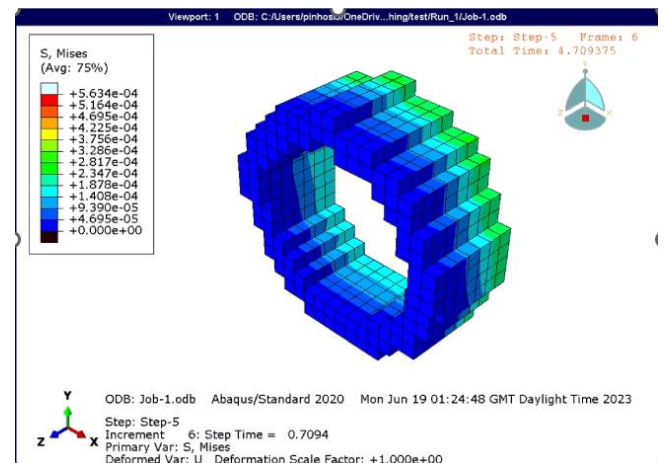 Viewport: 1 ODB: C:/Users/pinhosl3/OneDriv...hing/test/Run_1/Job-1.odb
Step: Step-5 Frame: 6
Total Time: 4.709375
S, Mises
(Avg: 75%)
+5.634e-04
+5.164e-04
+4.695e-04
+4.225e-04
+3.756e-04
+3.286e-04
+2.817e-04
+2.347e-04
+1.878e-04
+1.408e-04
+9.390e-05
+4.695e-05
+0.000e+00
Y
Z
X
Y
Z X
ODB: Job-1.odb Abaqus/Standard 2020 Mon Jun 19 01:24:48 GMT Daylight Time 2023
Step: Step-5
Increment 6: Step Time = 0.7094
Primary Var: S, Mises
Deformed Var: U Deformation Scale Factor: +1.000e+00